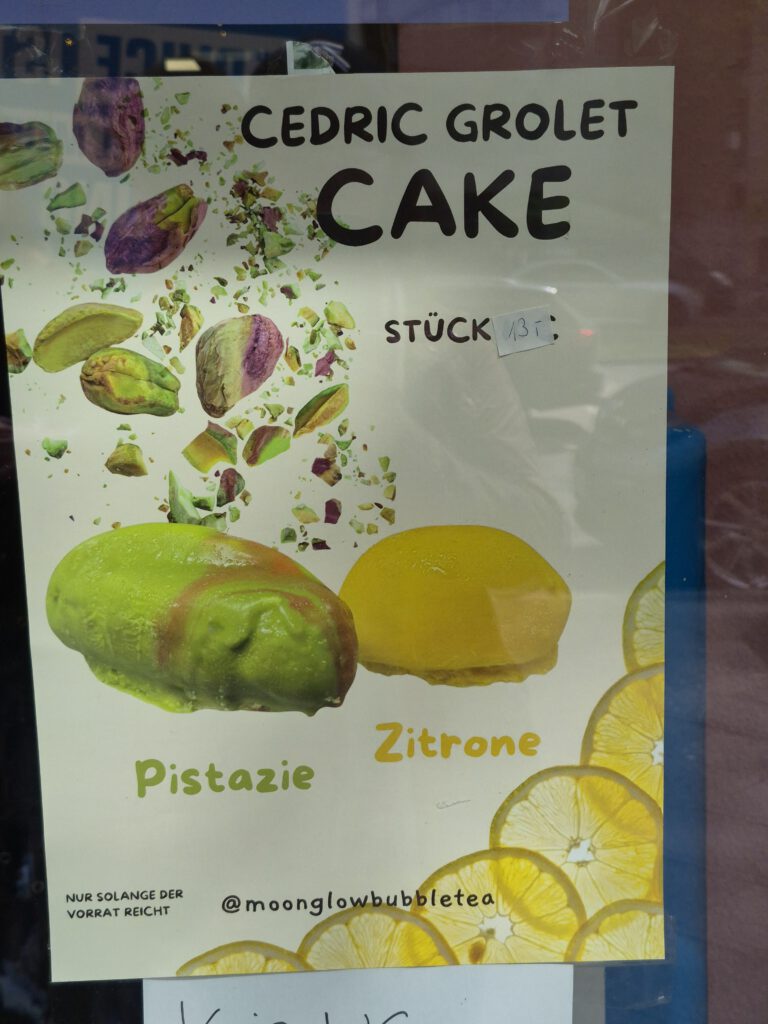 CEDRIC GROLET
CAKE
STÜCK 13,-
Pistazie
Zitrone
NUR SOLANGE DER
VORRAT REICHT
@moonglowbubbletea